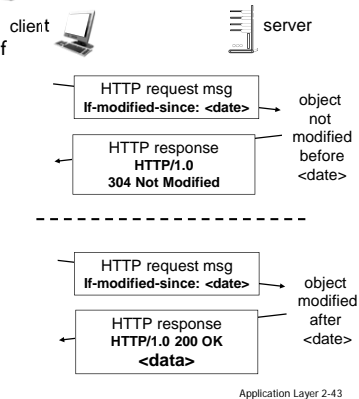 client
server
f
HTTP request msg
If-modified-since: <date>
object
not
modified
before
<date>
HTTP response
HTTP/1.0
304 Not Modified
HTTP request msg
If-modified-since: <date>
object
modified
after
<date>
HTTP response
HTTP/1.0 200 OK
<data>
Application Layer 2-43